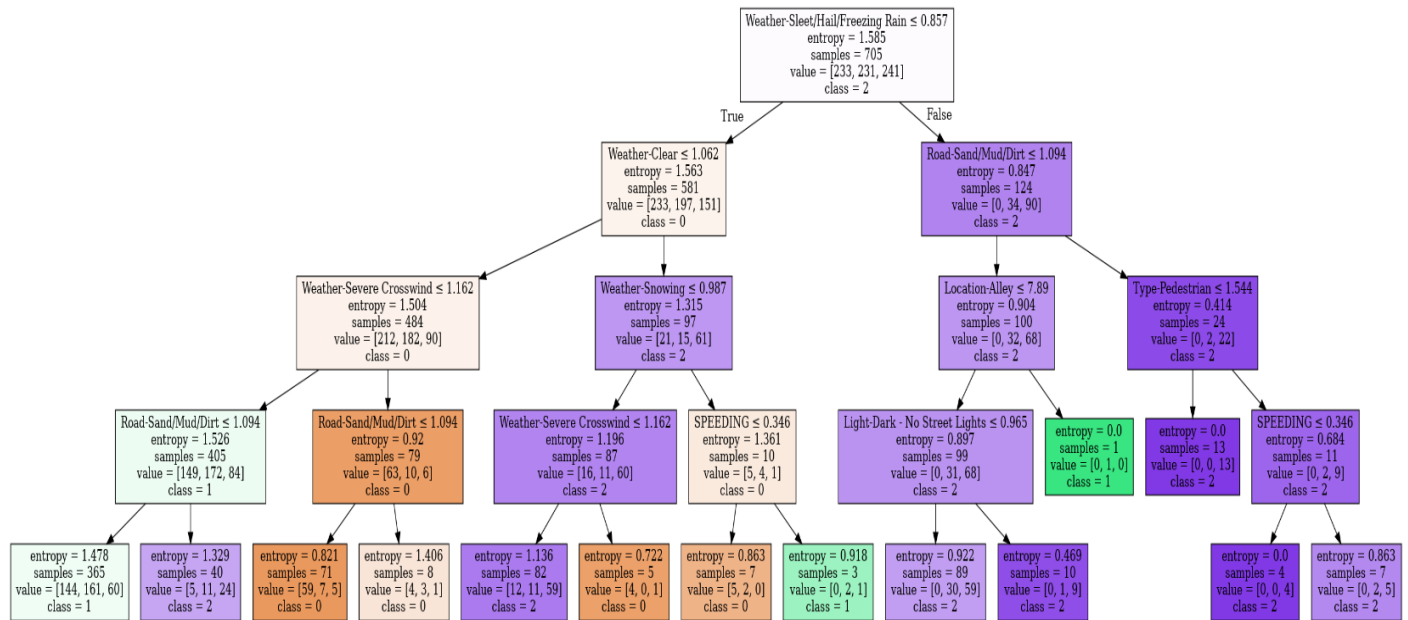 Weather-Sleet/Hail/Freezing Rain ≤ 0.857
entropy = 1.585
samples = 705
value = [233, 231, 241]
class = 2
True
False
Weather-Clear ≤ 1.062
entropy = 1.563
samples = 581
value = [233, 197, 151]
class = 0
Road-Sand/Mud/Dirt ≤ 1.094
entropy = 0.847
samples = 124
value = [0, 34, 90]
class = 2
Weather-Severe Crosswind ≤ 1.162
entropy = 1.504
samples = 484
value = [212, 182, 90]
class = 0
Weather-Snowing ≤ 0.987
entropy = 1.315
samples = 97
value = [21, 15, 61]
class = 2
Location-Alley ≤ 7.89
entropy = 0.904
samples = 100
value = [0, 32, 68]
class = 2
Type-Pedestrian ≤ 1.544
entropy = 0.414
samples = 24
value = [0, 2, 22]
class = 2
Road-Sand/Mud/Dirt ≤ 1.094
entropy = 1.526
samples = 405
value = [149, 172, 84]
class = 1
Road-Sand/Mud/Dirt ≤ 1.094
entropy = 0.92
samples = 79
value = [63, 10, 6]
class = 0
Weather-Severe Crosswind ≤ 1.162
entropy = 1.196
samples = 87
value = [16, 11, 60]
class = 2
SPEEDING ≤ 0.346
entropy = 1.361
samples = 10
value = [5, 4, 1]
class = 0
Light-Dark - No Street Lights ≤ 0.965
entropy = 0.897
samples = 99
value = [0, 31, 68]
class = 2
entropy = 0.0
samples = 1
value = [0, 1, 0]
class = 1
entropy = 0.0
samples = 13
value = [0, 0, 13]
class = 2
SPEEDING ≤ 0.346
entropy = 0.684
samples = 11
value = [0, 2, 9]
class = 2
entropy = 1.478
samples = 365
value = [144, 161, 60]
class = 1
entropy = 1.329
samples = 40
value = [5, 11, 24]
class = 2
entropy = 0.821
samples = 71
value = [59, 7, 5]
class = 0
entropy = 1.406
samples = 8
value = [4, 3, 1]
class = 0
entropy = 1.136
samples = 82
value = [12, 11, 59]
class = 2
entropy = 0.722
samples = 5
value = [4, 0, 1]
class = 0
entropy = 0.863
samples = 7
value = [5, 2, 0]
class = 0
entropy = 0.918
samples = 3
value = [0, 2, 1]
class = 1
entropy = 0.922
samples = 89
value = [0, 30, 59]
class = 2
entropy = 0.469
samples = 10
value = [0, 1, 9]
class = 2
entropy = 0.0
samples = 4
value = [0, 0, 4]
class = 2
entropy = 0.863
samples = 7
value = [0, 2, 5]
class = 2